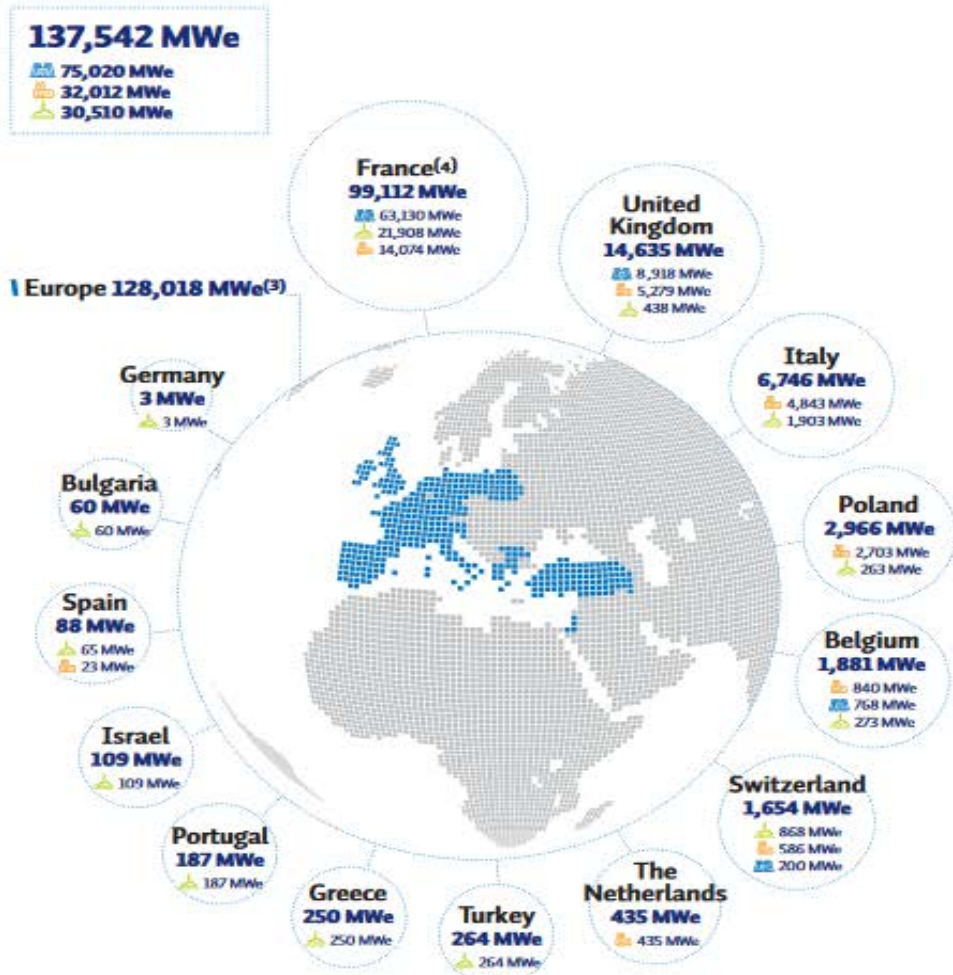 137,542 MWe
75,020 MWe
32,012 MWe
30,510 MWe
France(4)
99,112 MWe
63,130 MWe
21,908 MWe
14,074 MWe
United
Kingdom
14,635 MWe
8,918 MWe
5,279 MWe
438 MWe
Europe 128,018 MWe(3)
Italy
6,746 MWe
4,843 MWe
1,903 MWe
Germany
3 MWe
3 MWe
Bulgaria
60 MWe
60 MWe
Poland
2,966 MWe
2,703 MWe
263 MWe
Spain
88 MWe
65 MWe
23 MWe
Belgium
1,881 MWe
840 MWe
768 MWe
273 MWe
Israel
109 MWe
109 MWe
Switzerland
1,654 MWe
868 MWe
586 MWe
200 MWe
Portugal
187 MWe
187 MWe
The
Netherlands
435 MWe
435 MWe
Greece
250 MWe
250 MWe
Turkey
264 MWe
264 MWe